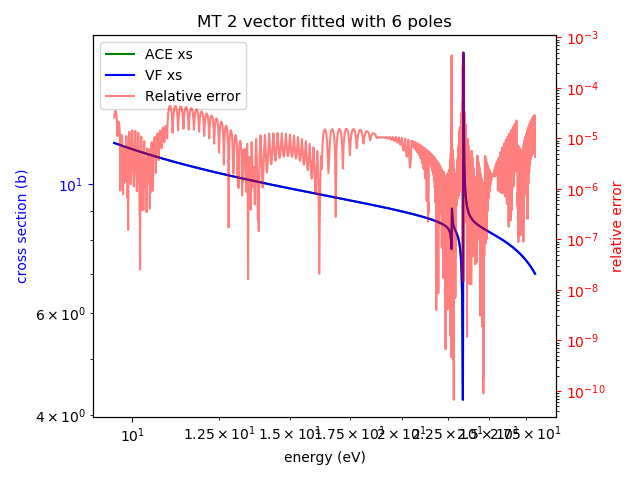 MT 2 vector fitted with 6 poles
ACE xs
VF xs
Relative error
cross section (b)
10¹
6 × 10⁰
4 × 10⁰
10⁻³
10⁻⁴
10⁻⁵
10⁻⁶
10⁻⁷
10⁻⁸
10⁻⁹
10⁻¹⁰
relative error
10¹ 1.25 × 10¹ 1.5 × 10¹ 1.75 × 10¹ 2 × 10¹ 2.25 × 10¹ 2.5 × 10¹ 2.75 × 10¹
energy (eV)